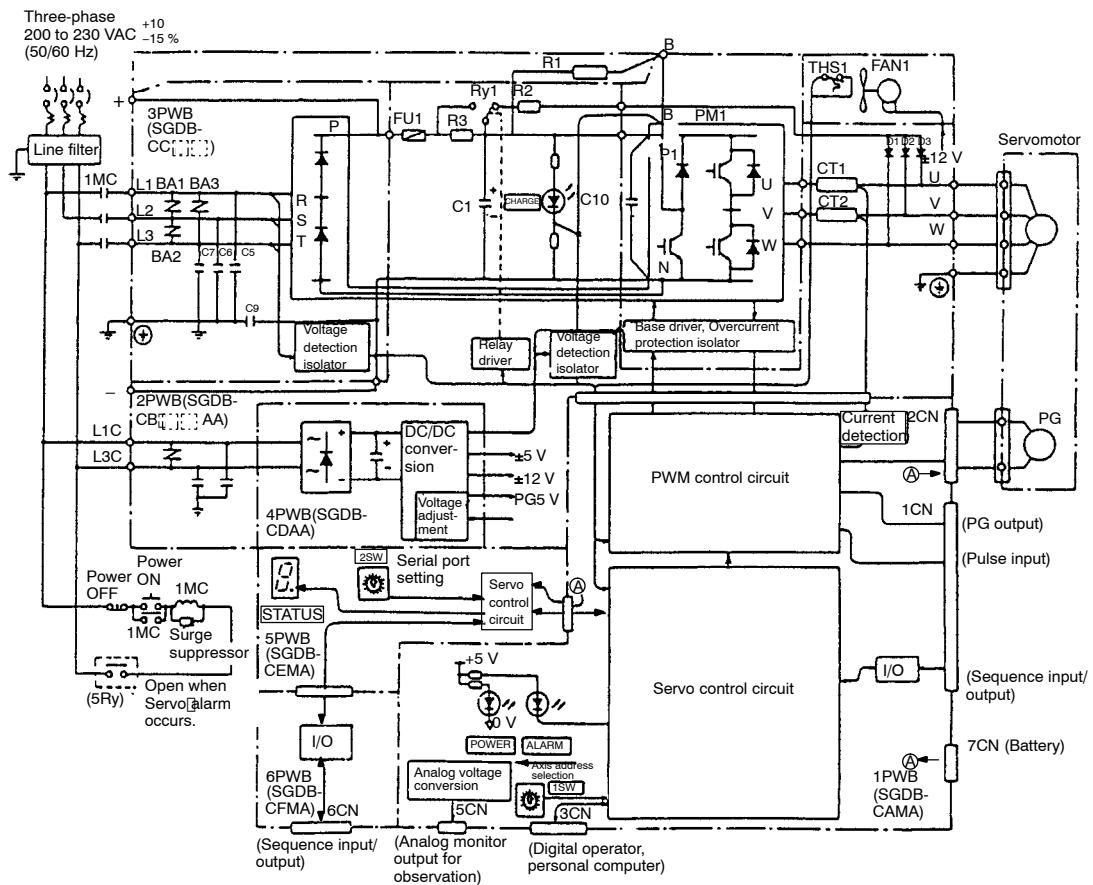 Three-phase
200 to 230 VAC +10 −15 %
(50/60 Hz)
B
R1
THS1
FAN1
+
3PWB
(SGDB-
CC )
Ry1
R2
FU1
R3
P
B
PM1
D1 D2 D3
±12 V
Servomotor
Line filter
1MC
L1
BA1
BA3
R
P1
U
CT1
U
L2
S
C1
CHARGE
C10
V
CT2
V
L3
T
W
W
BA2
C7
C6
C5
N
C9
Voltage
detection
isolator
Relay
driver
Voltage
detection
isolator
Base driver, Overcurrent
protection isolator
−
2PWB(SGDB-
CB AA)
L1C
L3C
~
~
+
-
+
DC/DC
conver-
sion
Voltage
adjust-
ment
±5 V
±12 V
PG5 V
4PWB(SGDB-
CDAA)
PWM control circuit
Current
detection
2CN
PG
A
1CN
(PG output)
(Pulse input)
Power
OFF
Power
ON
1MC
1MC
Surge
suppressor
(5Ry)
Open when
Servo alarm
occurs.
2SW
Serial port
setting
STATUS
5PWB
(SGDB-
CEMA)
Servo
control
circuit
A
+5 V
0 V
POWER
ALARM
Servo control circuit
I/O
(Sequence input/
output)
I/O
6PWB
(SGDB-
CFMA)
6CN
(Sequence input/
output)
Analog voltage
conversion
Axis address
selection
1SW
5CN
(Analog monitor
output for
observation)
3CN
(Digital operator,
personal computer)
A
7CN (Battery)
1PWB
(SGDB-
CAMA)